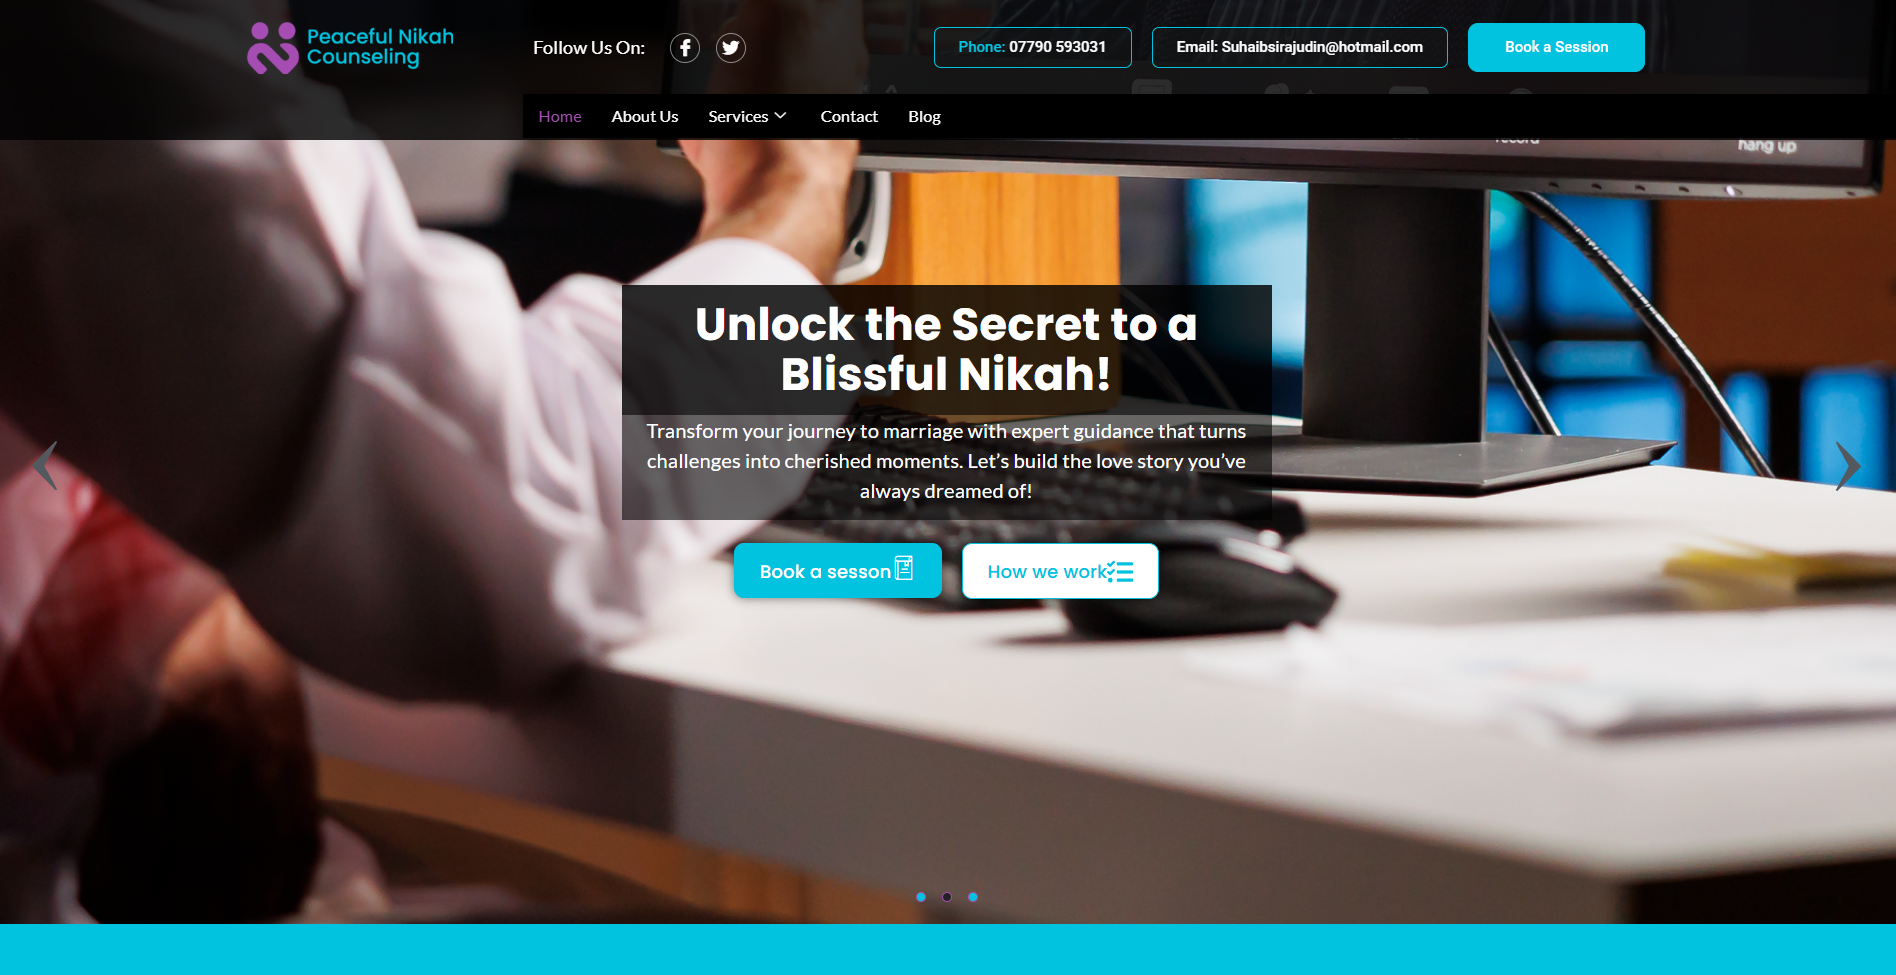 Peaceful Nikah
Counseling
Follow Us On:
Phone: 07790 593031
Email: Suhaibsirajudin@hotmail.com
Book a Session
Home
About Us
Services
Contact
Blog
record
hang up
Unlock the Secret to a
Blissful Nikah!
Transform your journey to marriage with expert guidance that turns
challenges into cherished moments. Let’s build the love story you’ve
always dreamed of!
Book a sesson
How we work